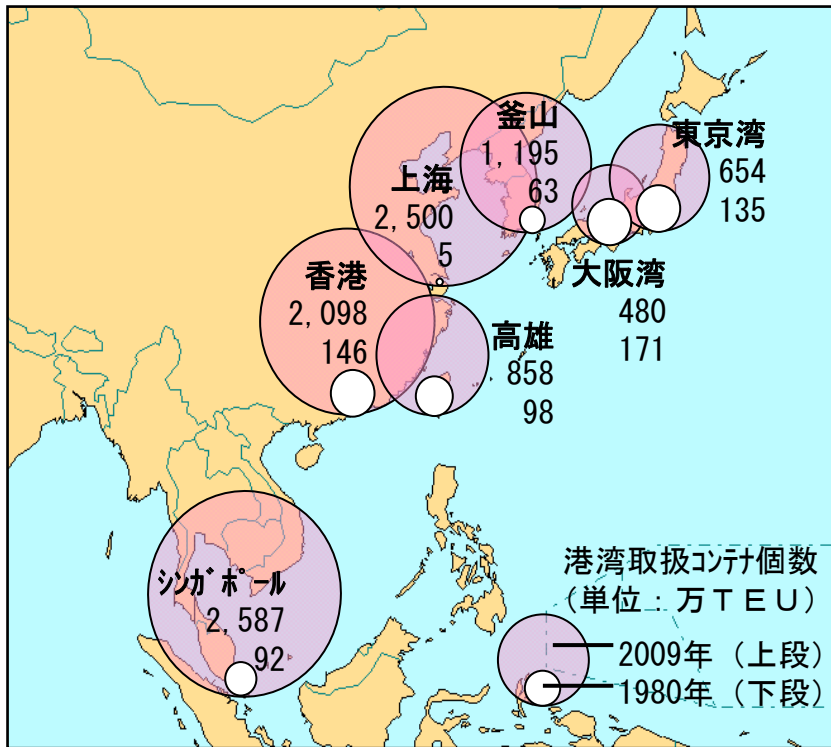 釜山
1,195
63
東京湾
654
135
上海
2,500
5
大阪湾
480
171
香港
2,098
146
高雄
858
98
シンガポール
2,587
92
港湾取扱コンテナ個数
(単位:万TEU)
2009年(上段)
1980年(下段)